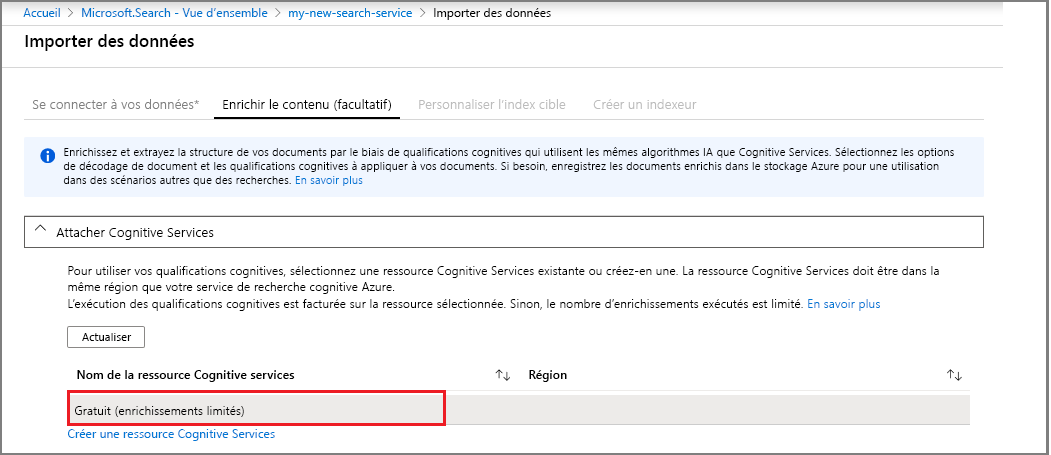 Accueil > Microsoft.Search - Vue d'ensemble > my-new-search-service > Importer des données
Importer des données
Se connecter à vos données* Enrichir le contenu (facultatif) Personnaliser l'index cible Créer un indexeur
Enrichissez et extrayez la structure de vos documents par le biais de qualifications cognitives qui utilisent les mêmes algorithmes IA que Cognitive Services. Sélectionnez les options
de décodage de document et les qualifications cognitives à appliquer à vos documents. Si besoin, enregistrez les documents enrichis dans le stockage Azure pour une utilisation
dans des scénarios autres que des recherches. En savoir plus
Attacher Cognitive Services
Pour utiliser vos qualifications cognitives, sélectionnez une ressource Cognitive Services existante ou créez-en une. La ressource Cognitive Services doit être dans la
même région que votre service de recherche cognitive Azure.
L'exécution des qualifications cognitives est facturée sur la ressource sélectionnée. Sinon, le nombre d'enrichissements exécutés est limité. En savoir plus
Actualiser
Nom de la ressource Cognitive services ↑↓ Région ↑↓
Gratuit (enrichissements limités)
Créer une ressource Cognitive Services